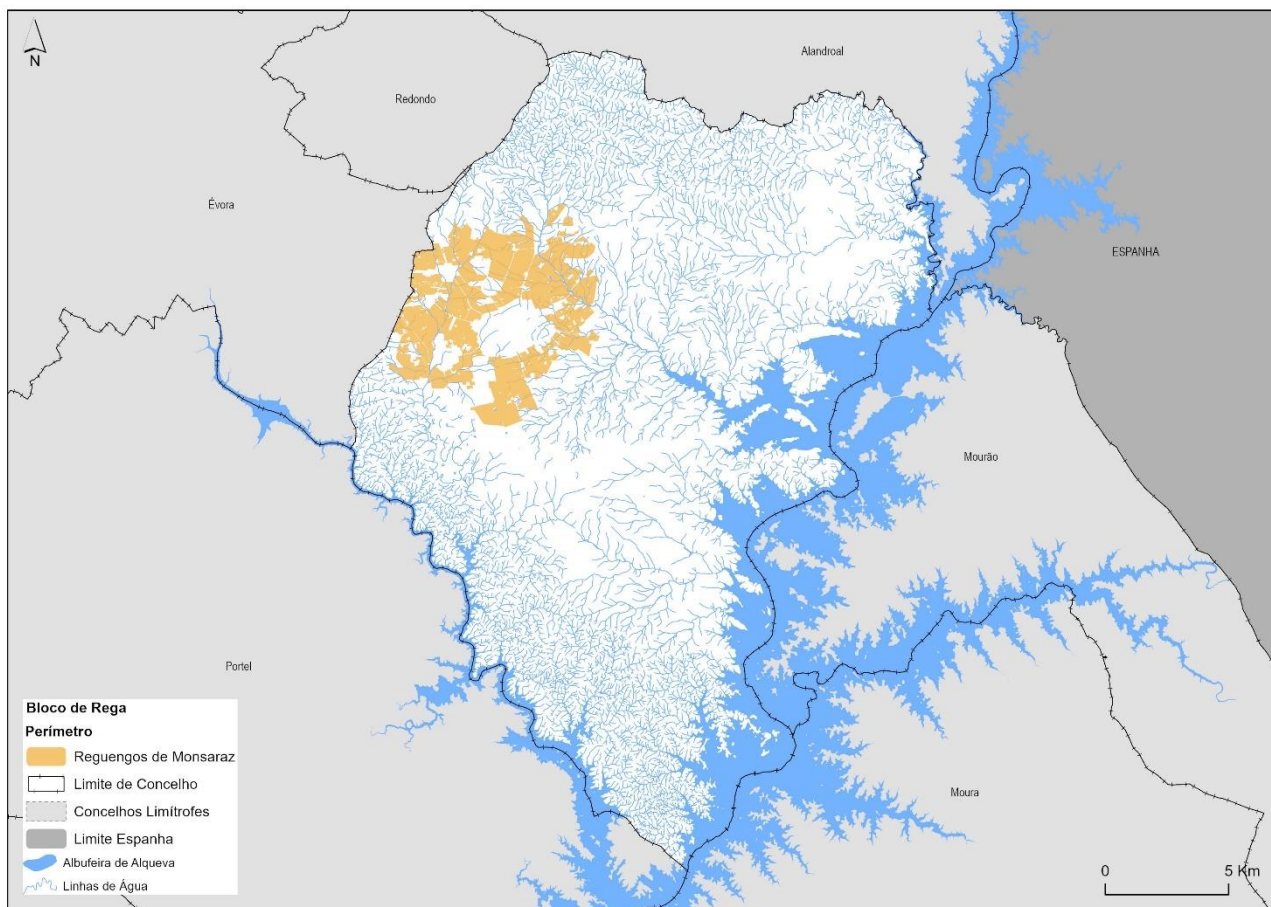 N
Alandroal
Redondo
Évora
ESPANHA
Mourão
Portel
Moura
Bloco de Rega
Perímetro
Reguengos de Monsaraz
Limite de Concelho
Concelhos Limítrofes
Limite Espanha
Albufeira de Alqueva
Linhas de Água
0 5 Km